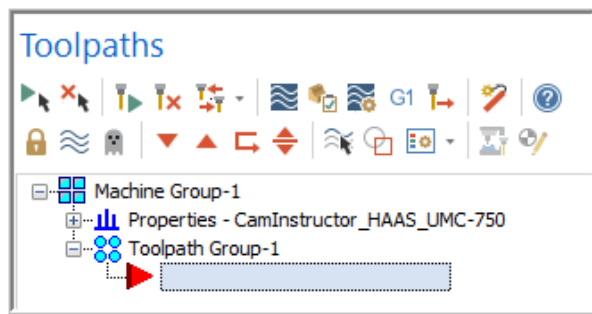 Toolpaths
G1
Machine Group-1
Properties - CamInstructor_HAAS_UMC-750
Toolpath Group-1